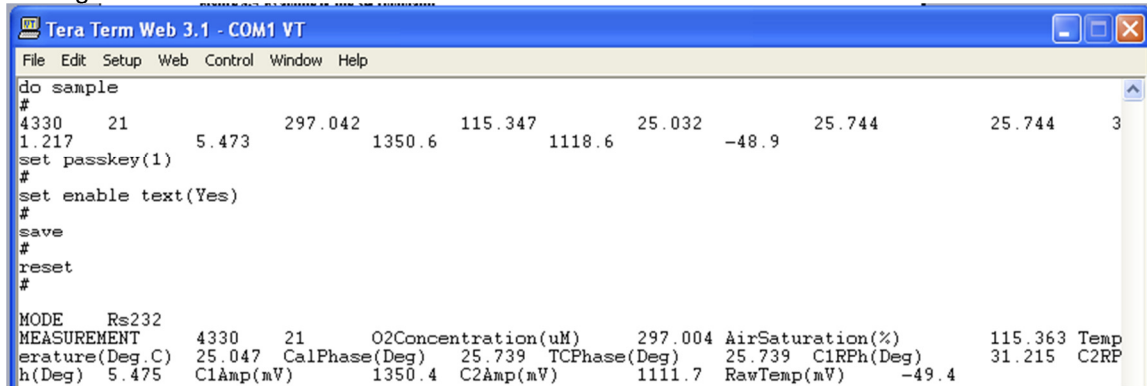 Tera Term Web 3.1 - COM1 VT
File Edit Setup Web Control Window Help
do sample
#
4330 21 297.042 115.347 25.032 25.744 25.744 3
1.217 5.473 1350.6 1118.6 -48.9
set passkey(1)
#
set enable text(Yes)
#
save
#
reset
#
MODE Rs232
MEASUREMENT 4330 21 O2Concentration(uM) 297.004 AirSaturation(%) 115.363 Temp
erature(Deg.C) 25.047 CalPhase(Deg) 25.739 TCPhase(Deg) 25.739 C1RPh(Deg) 31.215 C2RP
h(Deg) 5.475 C1Amp(mV) 1350.4 C2Amp(mV) 1111.7 RawTemp(mV) -49.4